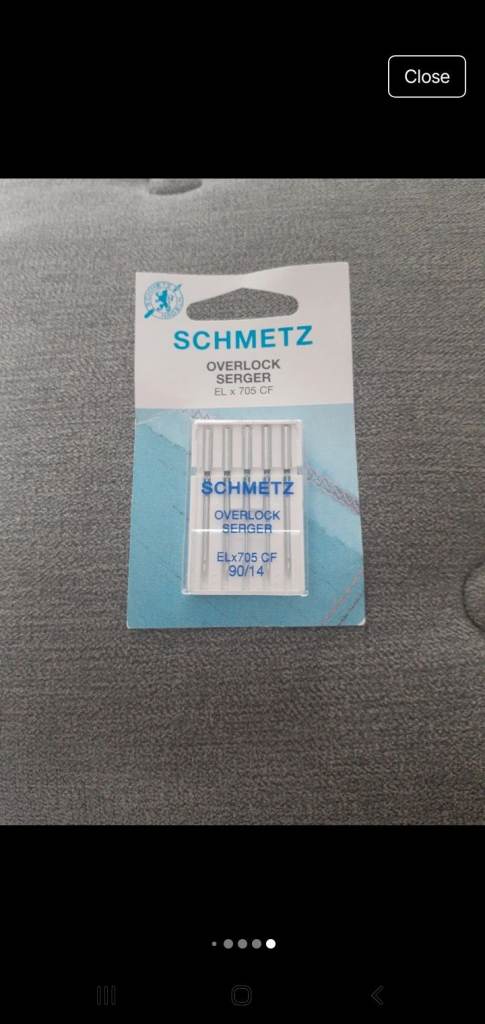 Close
SCHMETZ
OVERLOCK
SERGER
EL x 705 CF
SCHMETZ
OVERLOCK
SERGER
ELx705 CF
90/14